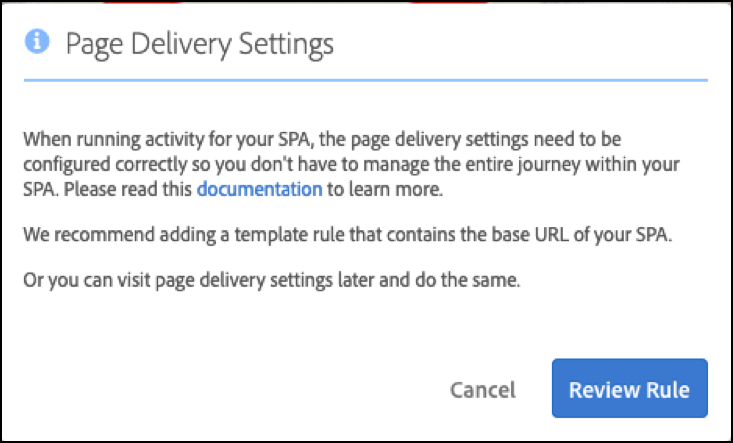 Page Delivery Settings
When running activity for your SPA, the page delivery settings need to be
configured correctly so you don't have to manage the entire journey within your
SPA. Please read this documentation to learn more.
We recommend adding a template rule that contains the base URL of your SPA.
Or you can visit page delivery settings later and do the same.
Cancel
Review Rule